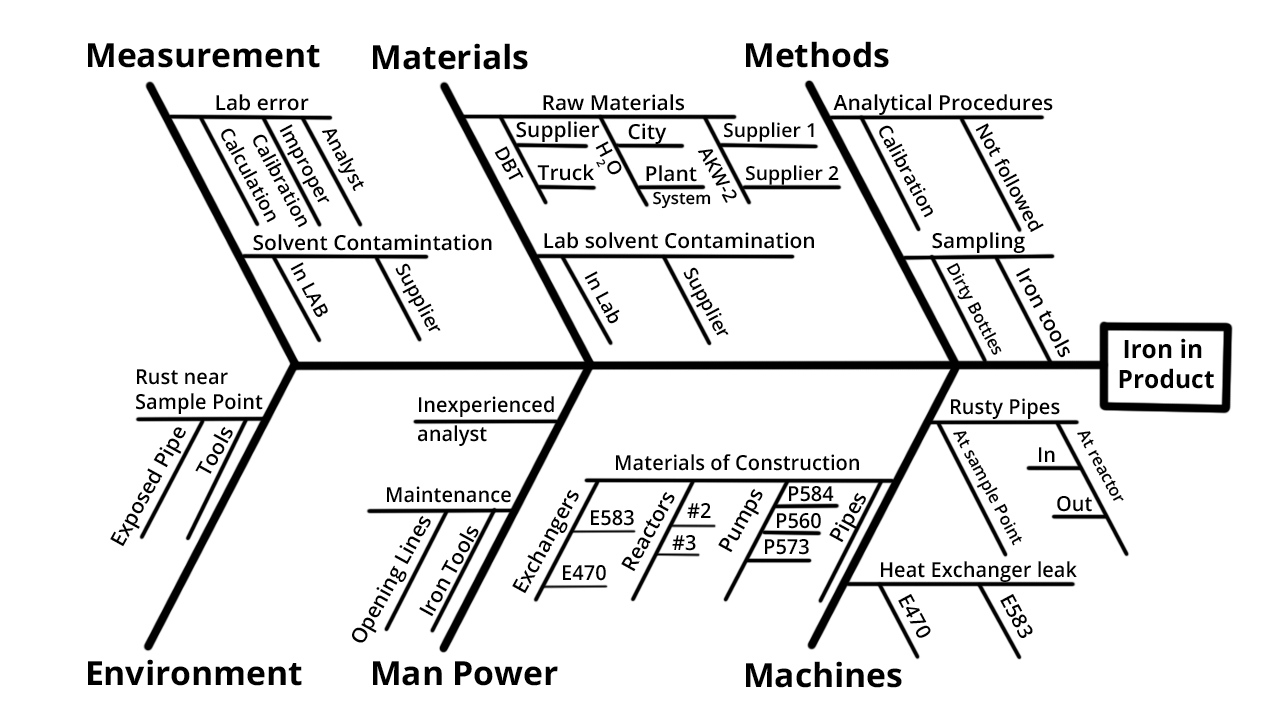 Measurement
Lab error
Calculation
Improper
Calibration
Analyst
Solvent Contamintation
In LAB
Supplier
Materials
Raw Materials
DBT
Supplier
Truck
H2O
City
Plant
System
AKW-2
Supplier 1
Supplier 2
Lab solvent Contamination
In Lab
Supplier
Methods
Analytical Procedures
Calibration
Not followed
Sampling
Dirty Bottles
Iron tools
Iron in
Product
Rust near
Sample Point
Exposed Pipe
Tools
Environment
Inexperienced
analyst
Maintenance
Opening Lines
Iron Tools
Man Power
Materials of Construction
Exchangers
E583
E470
Reactors
#2
#3
Pumps
P584
P560
P573
Pipes
Rusty Pipes
At sample Point
At reactor
In
Out
Heat Exchanger leak
E470
E583
Machines